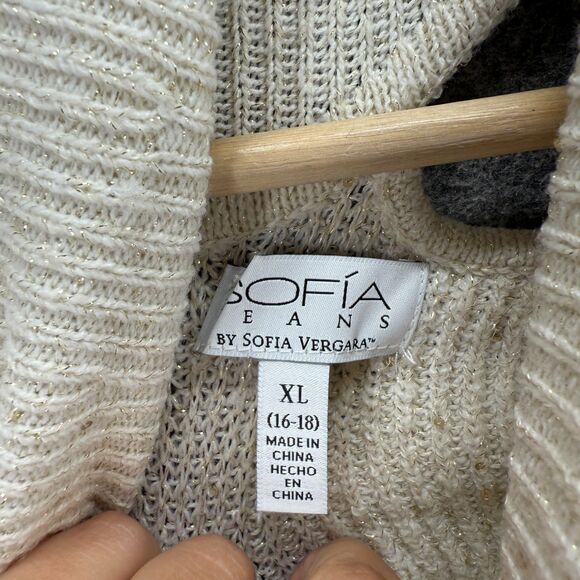 SOFÍA
EANS
BY SOFIA VERGARA™
XL
(16-18)
MADE IN
CHINA
HECHO
EN
CHINA